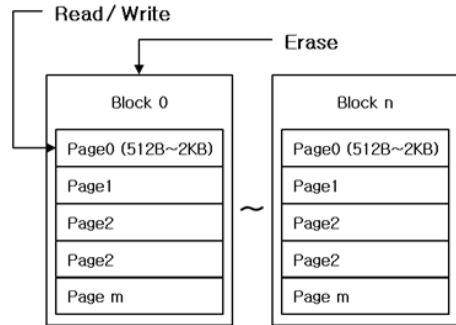 Read/Write
Erase
Block 0
Page0 (512B~2KB)
Page1
Page2
Page2
Page m
~
Block n
Page0 (512B~2KB)
Page1
Page2
Page2
Page m